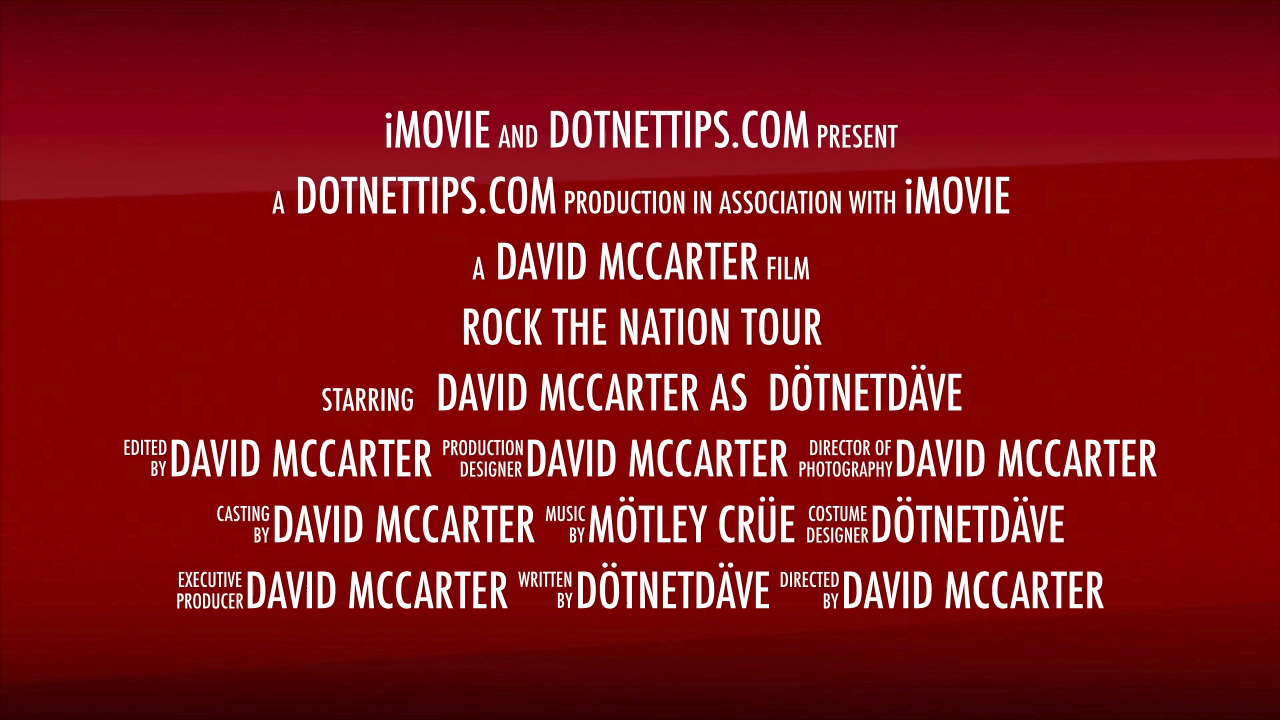 iMOVIE AND DOTNETTIPS.COM PRESENT
A DOTNETTIPS.COM PRODUCTION IN ASSOCIATION WITH iMOVIE
A DAVID MCCARTER FILM
ROCK THE NATION TOUR
STARRING DAVID MCCARTER AS DÖTNETDÄVE
EDITED BY DAVID MCCARTER PRODUCTION DESIGNER DAVID MCCARTER DIRECTOR OF PHOTOGRAPHY DAVID MCCARTER
CASTING BY DAVID MCCARTER MUSIC BY MÖTLEY CRÜE COSTUME DESIGNER DÖTNETDÄVE
EXECUTIVE PRODUCER DAVID MCCARTER WRITTEN BY DÖTNETDÄVE DIRECTED BY DAVID MCCARTER